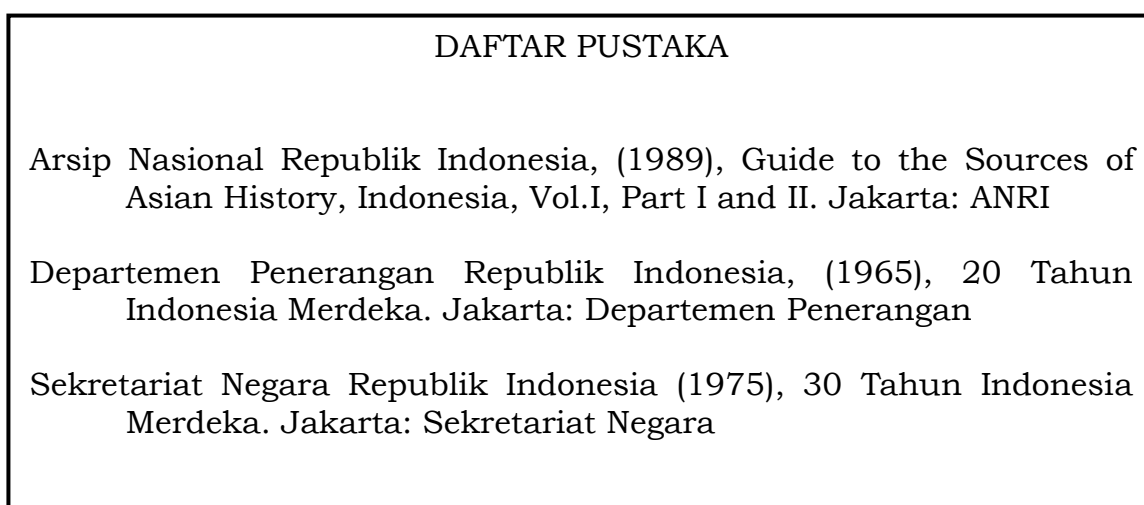 DAFTAR PUSTAKA
Arsip Nasional Republik Indonesia, (1989), Guide to the Sources of
Asian History, Indonesia, Vol.I, Part I and II. Jakarta: ANRI
Departemen Penerangan Republik Indonesia, (1965), 20 Tahun
Indonesia Merdeka. Jakarta: Departemen Penerangan
Sekretariat Negara Republik Indonesia (1975), 30 Tahun Indonesia
Merdeka. Jakarta: Sekretariat Negara